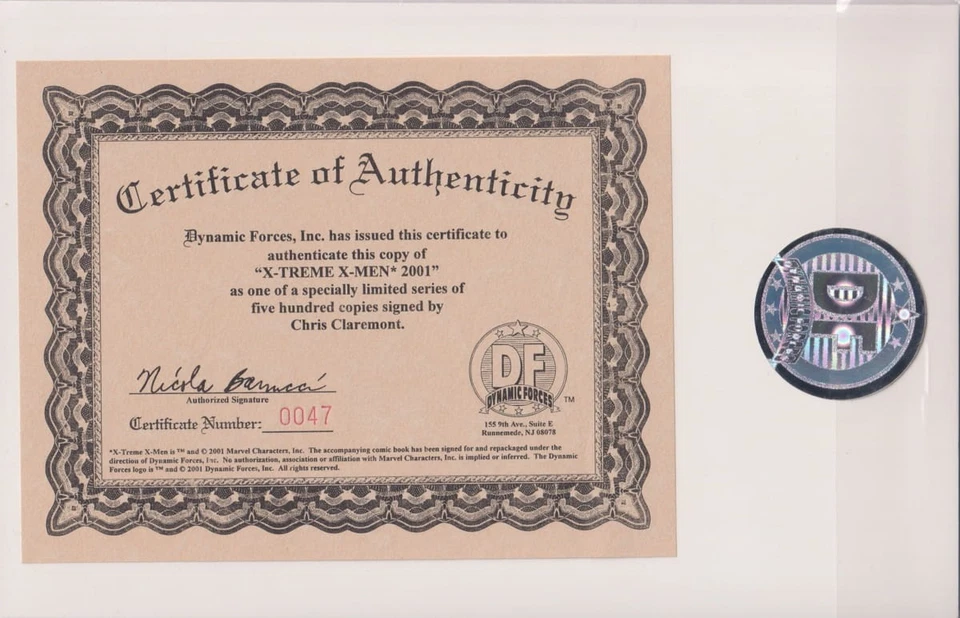 Certificate of Authenticity
Dynamic Forces, Inc. has issued this certificate to
authenticate this copy of
“X-TREME X-MEN* 2001”
as one of a specially limited series of
five hundred copies signed by
Chris Claremont.
Nicola Barrucci
Authorized Signature
Certificate Number: 0047
DF
DYNAMIC FORCES
TM
155 9th Ave., Suite E
Runnemede, NJ 08078
*X-Treme X-Men is ™ and © 2001 Marvel Characters, Inc. The accompanying comic book has been signed for and repackaged under the
direction of Dynamic Forces, Inc. No authorization, association or affiliation with Marvel Characters, Inc. is implied or inferred. The Dynamic
Forces logo is ™ and © 2001 Dynamic Forces, Inc. All rights reserved.
DF
DYNAMIC FORCES